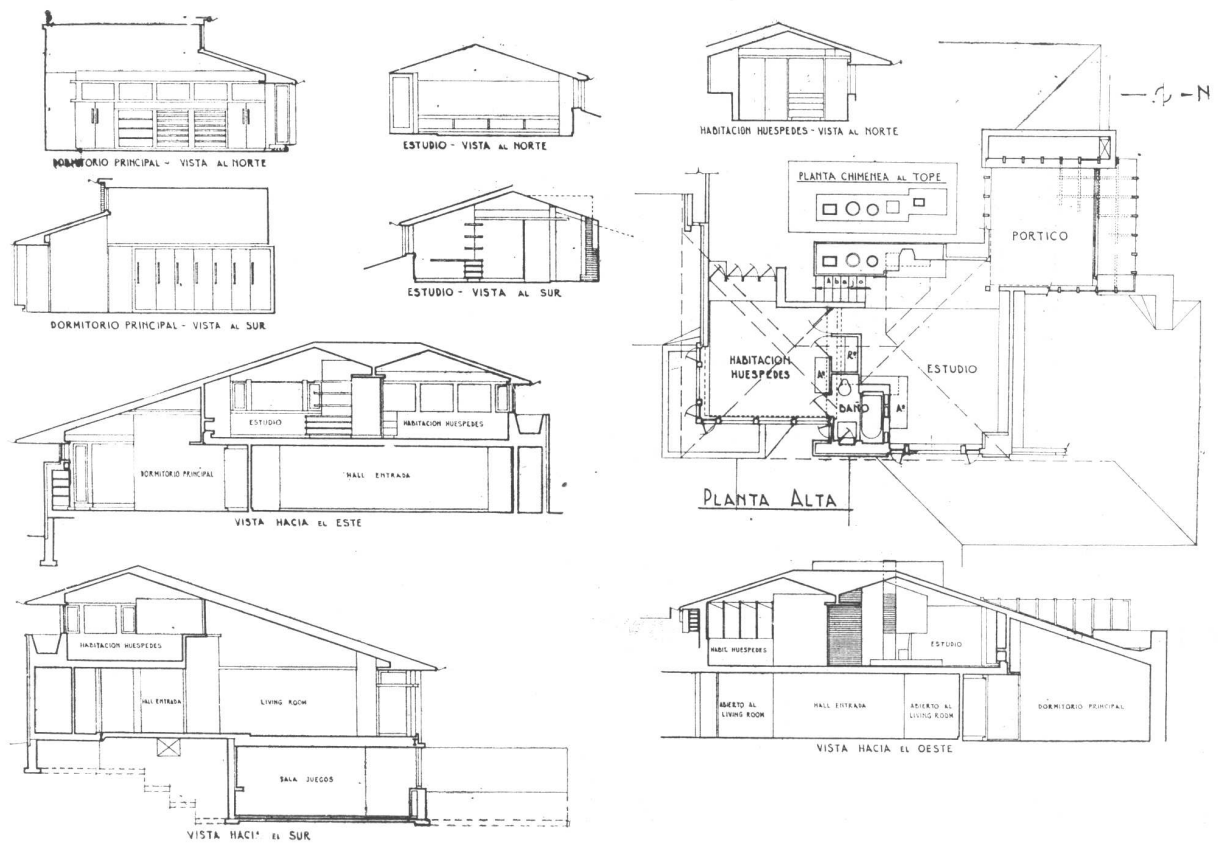 DORMITORIO PRINCIPAL - VISTA AL NORTE
ESTUDIO - VISTA AL NORTE
HABITACION HUESPEDES - VISTA AL NORTE
N
DORMITORIO PRINCIPAL - VISTA AL SUR
ESTUDIO - VISTA AL SUR
PLANTA CHIMENEA AL TOPE
PORTICO
Abajo
HABITACION
HUESPEDES
Rº
Aº
ESTUDIO
BAÑO
Aº
PLANTA ALTA
ESTUDIO
HABITACION HUESPEDES
DORMITORIO PRINCIPAL
HALL ENTRADA
VISTA HACIA EL ESTE
HABITACION HUESPEDES
HALL ENTRADA
LIVING ROOM
SALA JUEGOS
VISTA HACIA EL SUR
HABIT. HUESPEDES
ESTUDIO
ABIERTO AL
LIVING ROOM
HALL ENTRADA
ABIERTO AL
LIVING ROOM
DORMITORIO PRINCIPAL
VISTA HACIA EL OESTE